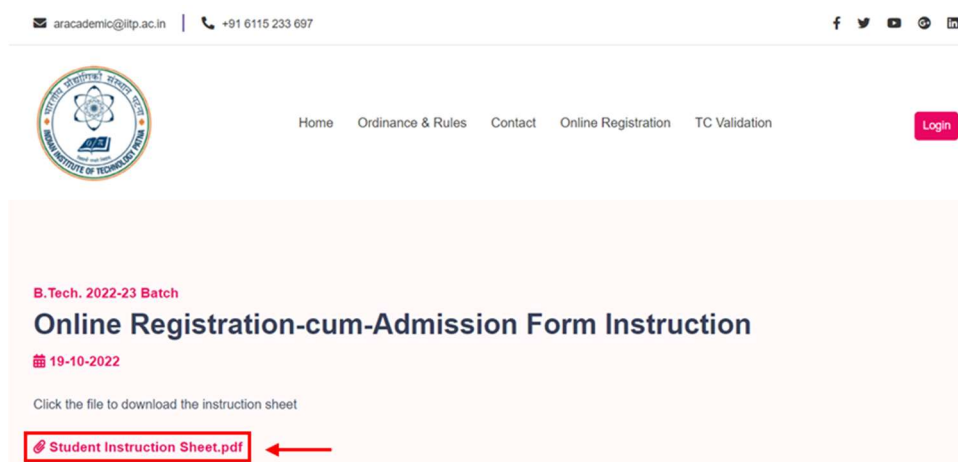 aracademic@iitp.ac.in
+91 6115 233 697
भारतीय प्रौद्योगिकी संस्थान पटना
INDIAN INSTITUTE OF TECHNOLOGY PATNA
Home Ordinance & Rules Contact Online Registration TC Validation
Login
B.Tech. 2022-23 Batch
Online Registration-cum-Admission Form Instruction
19-10-2022
Click the file to download the instruction sheet
Student Instruction Sheet.pdf